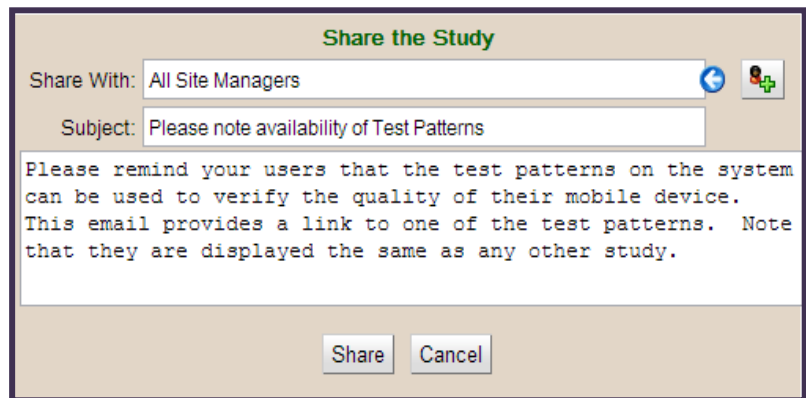 Share the Study
Share With: All Site Managers
Subject: Please note availability of Test Patterns
Please remind your users that the test patterns on the system
can be used to verify the quality of their mobile device.
This email provides a link to one of the test patterns.  Note
that they are displayed the same as any other study.
Share Cancel